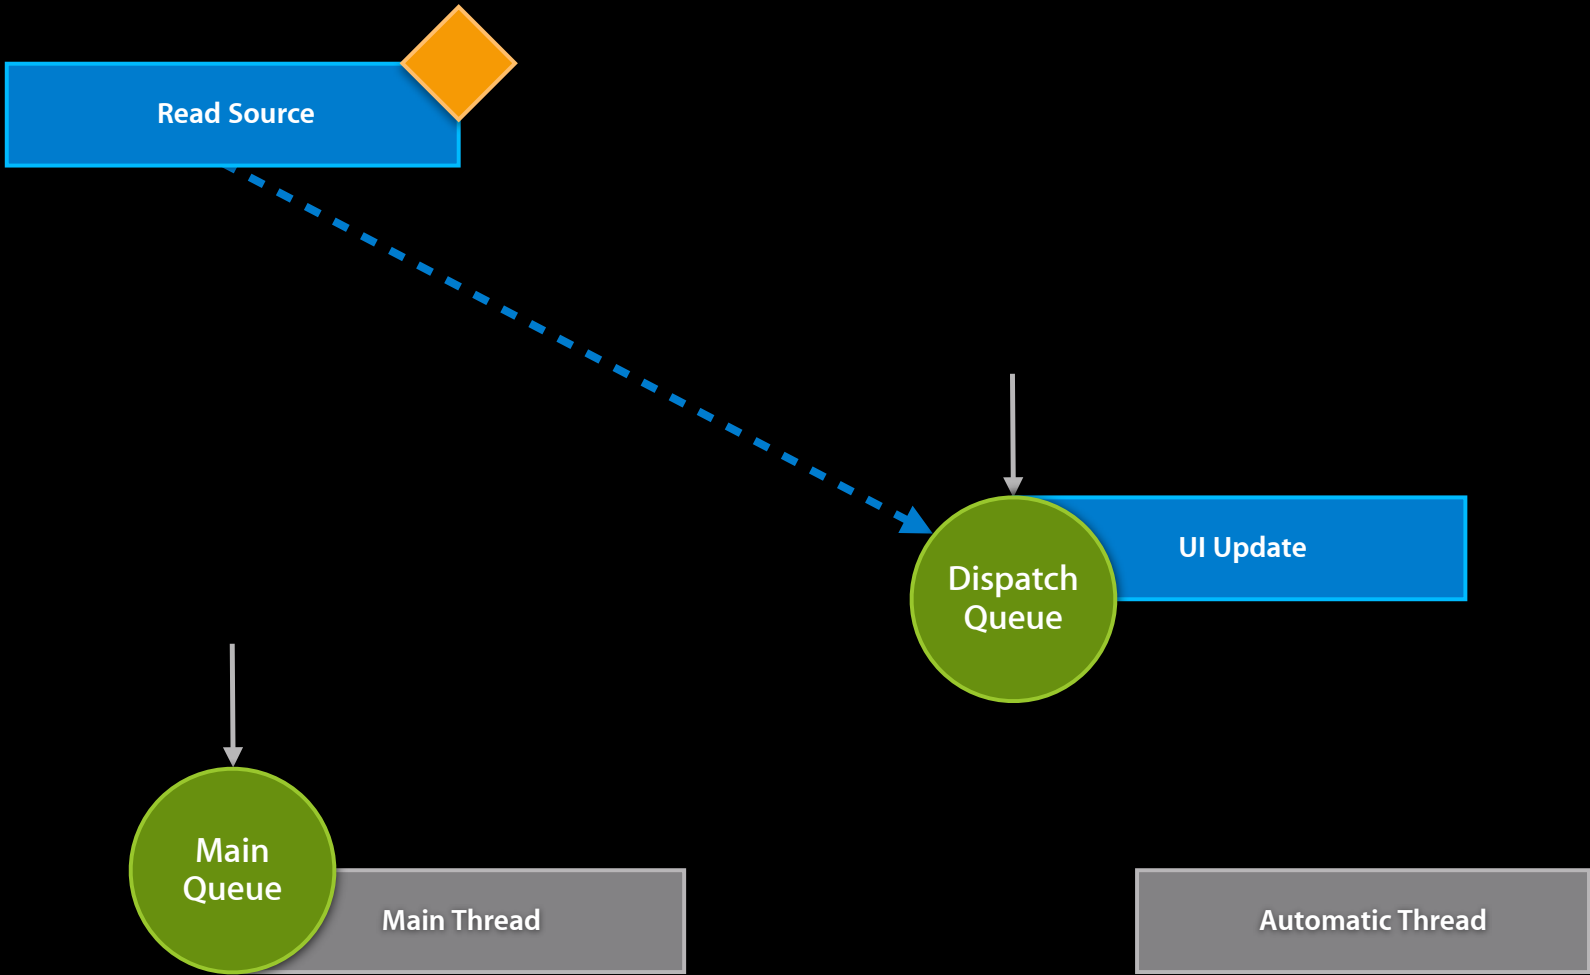 Read Source
UI Update
Dispatch
Queue
Main
Queue
Main Thread
Automatic Thread